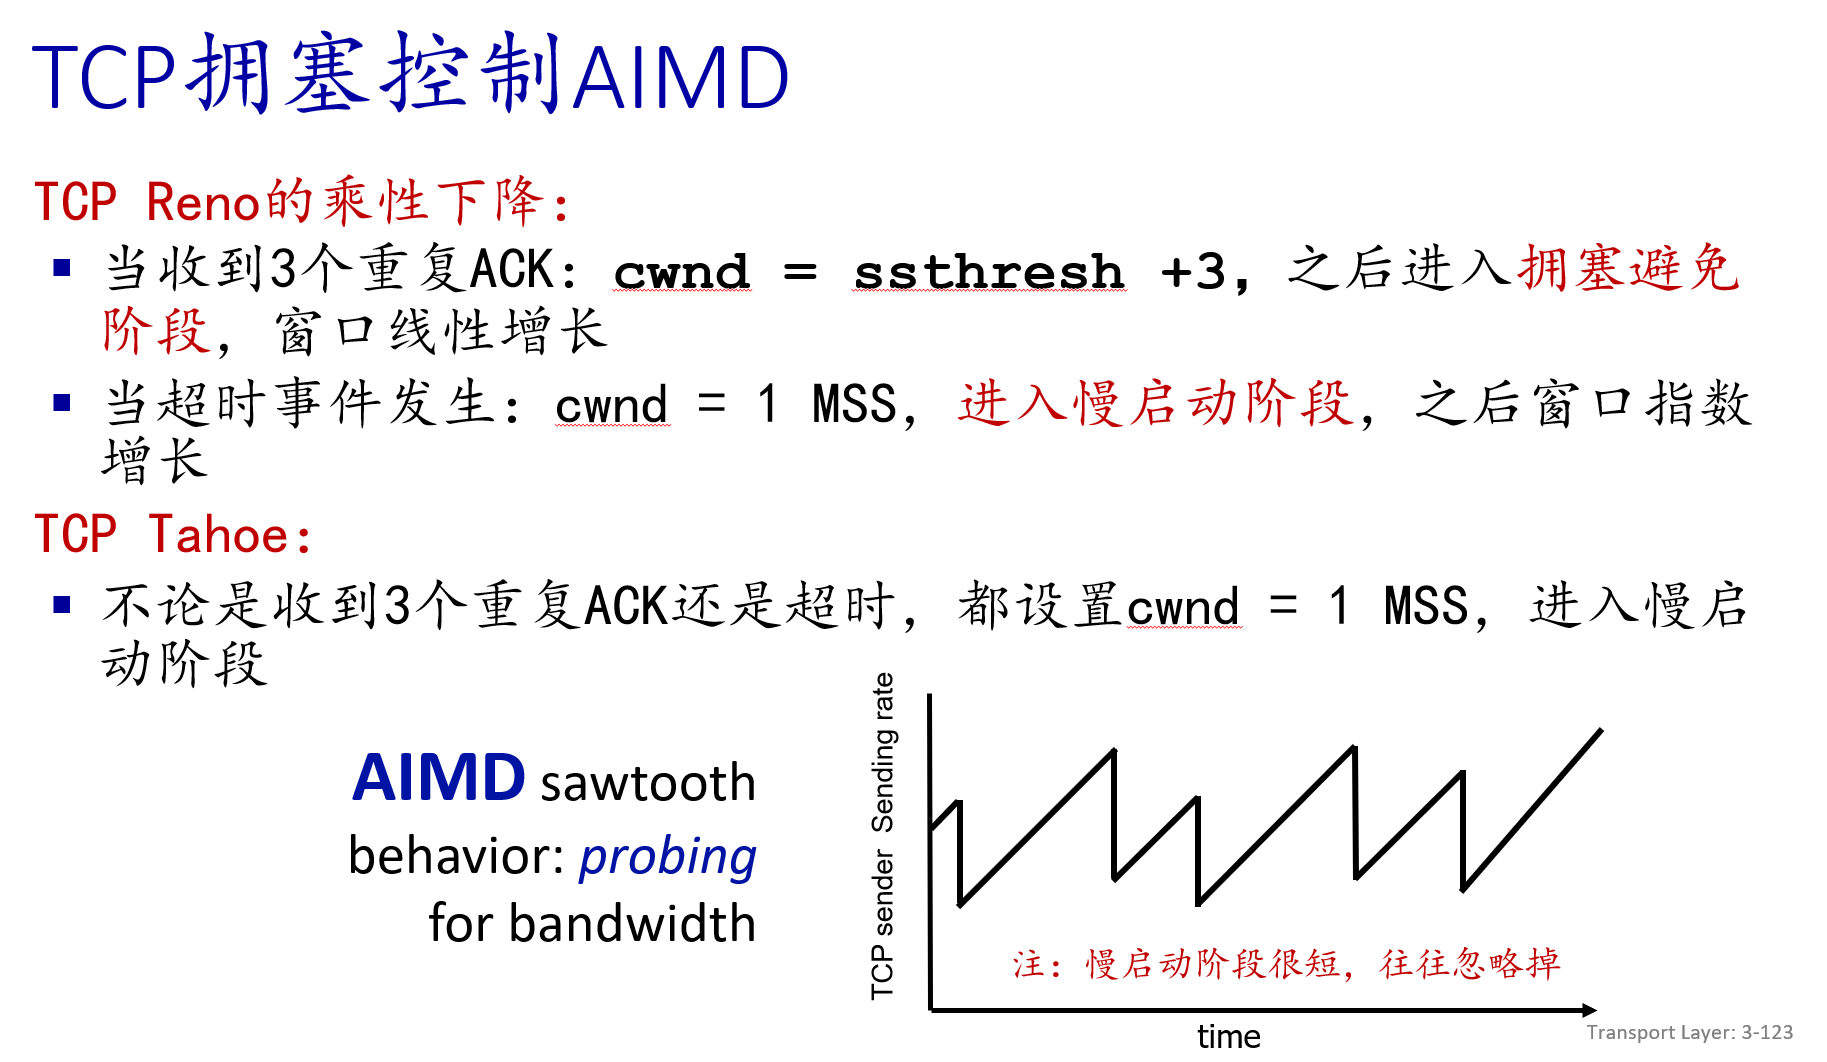 TCP拥塞控制AIMD
TCP Reno的乘性下降：
当收到3个重复ACK：cwnd = ssthresh +3，之后进入拥塞避免
阶段，窗口线性增长
当超时事件发生：cwnd = 1 MSS，进入慢启动阶段，之后窗口指数
增长
TCP Tahoe：
不论是收到3个重复ACK还是超时，都设置cwnd = 1 MSS，进入慢启
动阶段
AIMD sawtooth
behavior: probing
for bandwidth
TCP sender Sending rate
注：慢启动阶段很短，往往忽略掉
time
Transport Layer: 3-123